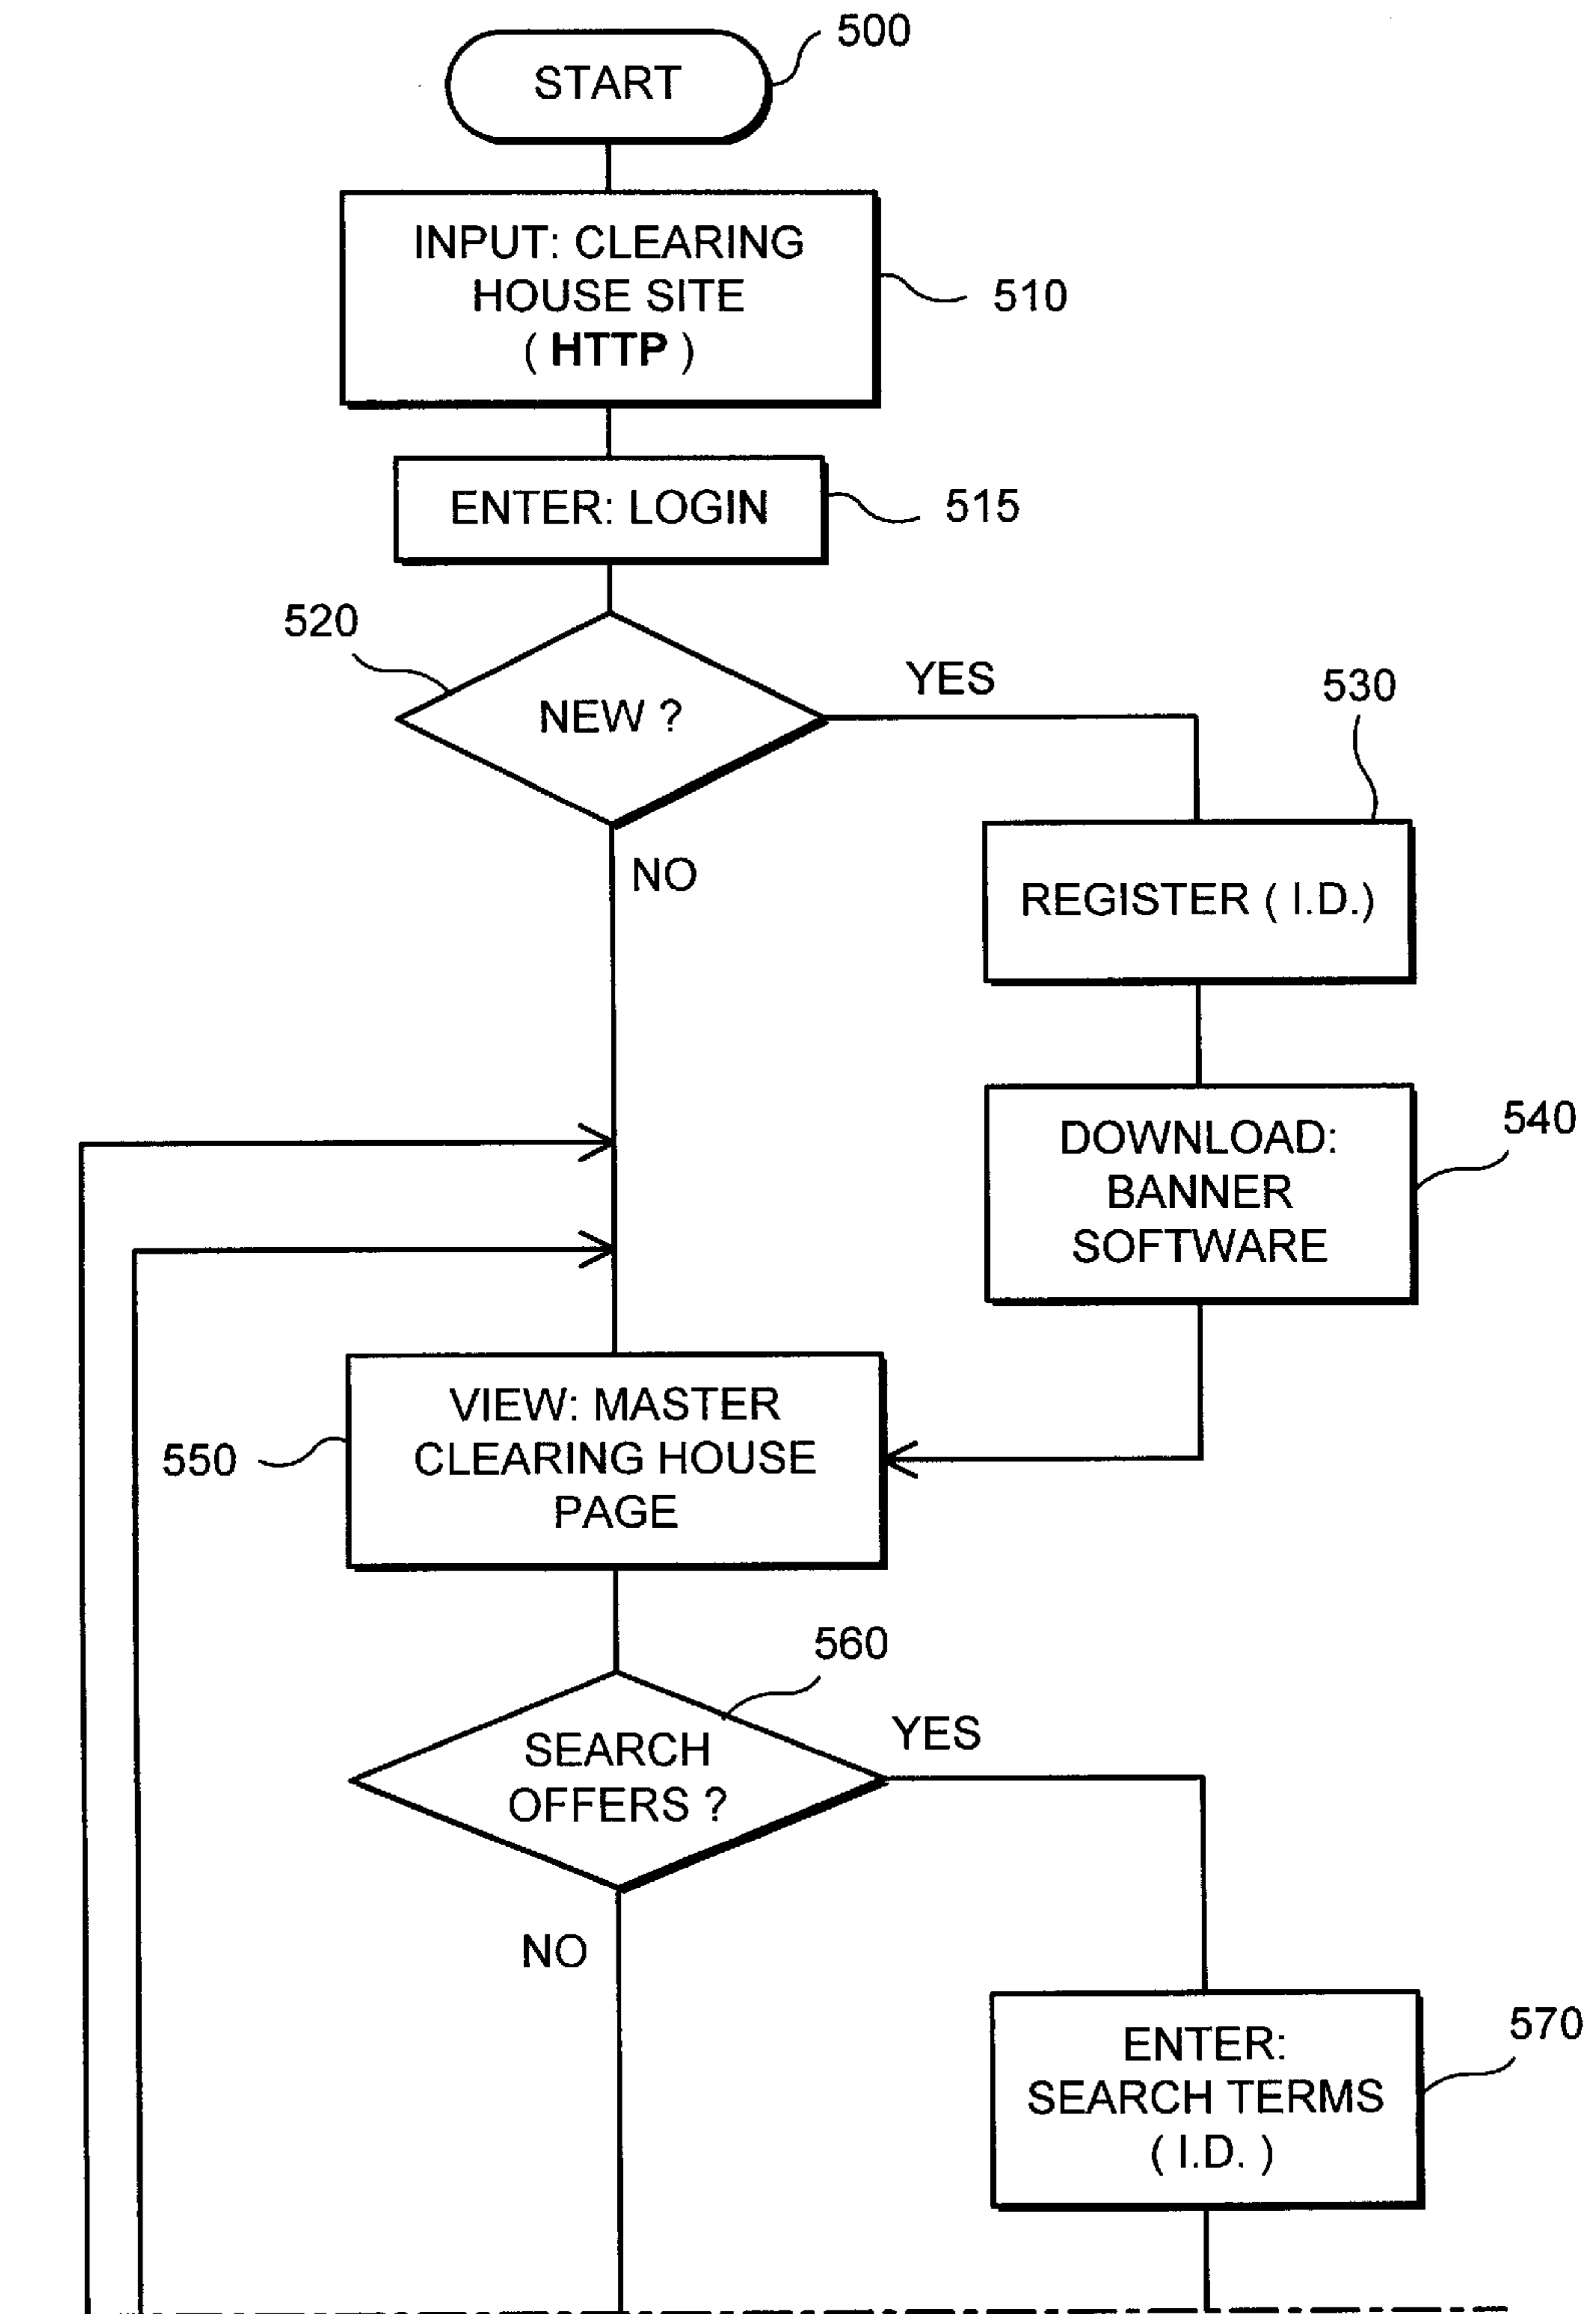 500
START
INPUT: CLEARING
HOUSE SITE
( HTTP )
510
ENTER: LOGIN
515
520
NEW ?
YES
530
NO
REGISTER ( I.D.)
DOWNLOAD:
BANNER
SOFTWARE
540
VIEW: MASTER
CLEARING HOUSE
PAGE
550
560
SEARCH
OFFERS ?
YES
NO
ENTER:
SEARCH TERMS
( I.D. )
570